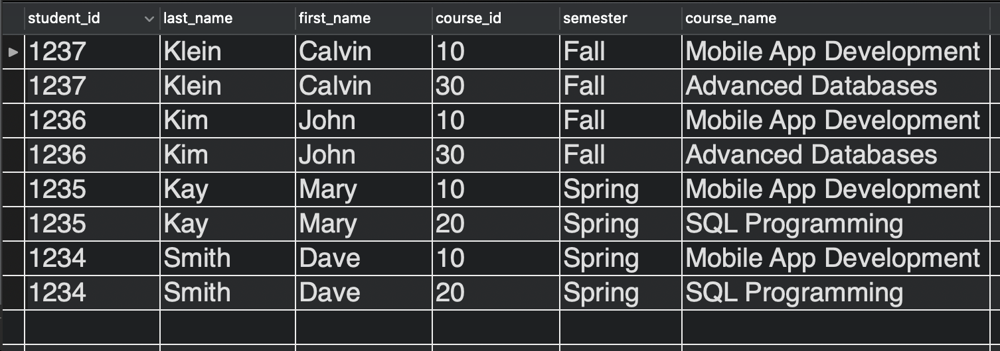 student_id last_name first_name course_id semester course_name
1237 Klein Calvin 10 Fall Mobile App Development
1237 Klein Calvin 30 Fall Advanced Databases
1236 Kim John 10 Fall Mobile App Development
1236 Kim John 30 Fall Advanced Databases
1235 Kay Mary 10 Spring Mobile App Development
1235 Kay Mary 20 Spring SQL Programming
1234 Smith Dave 10 Spring Mobile App Development
1234 Smith Dave 20 Spring SQL Programming